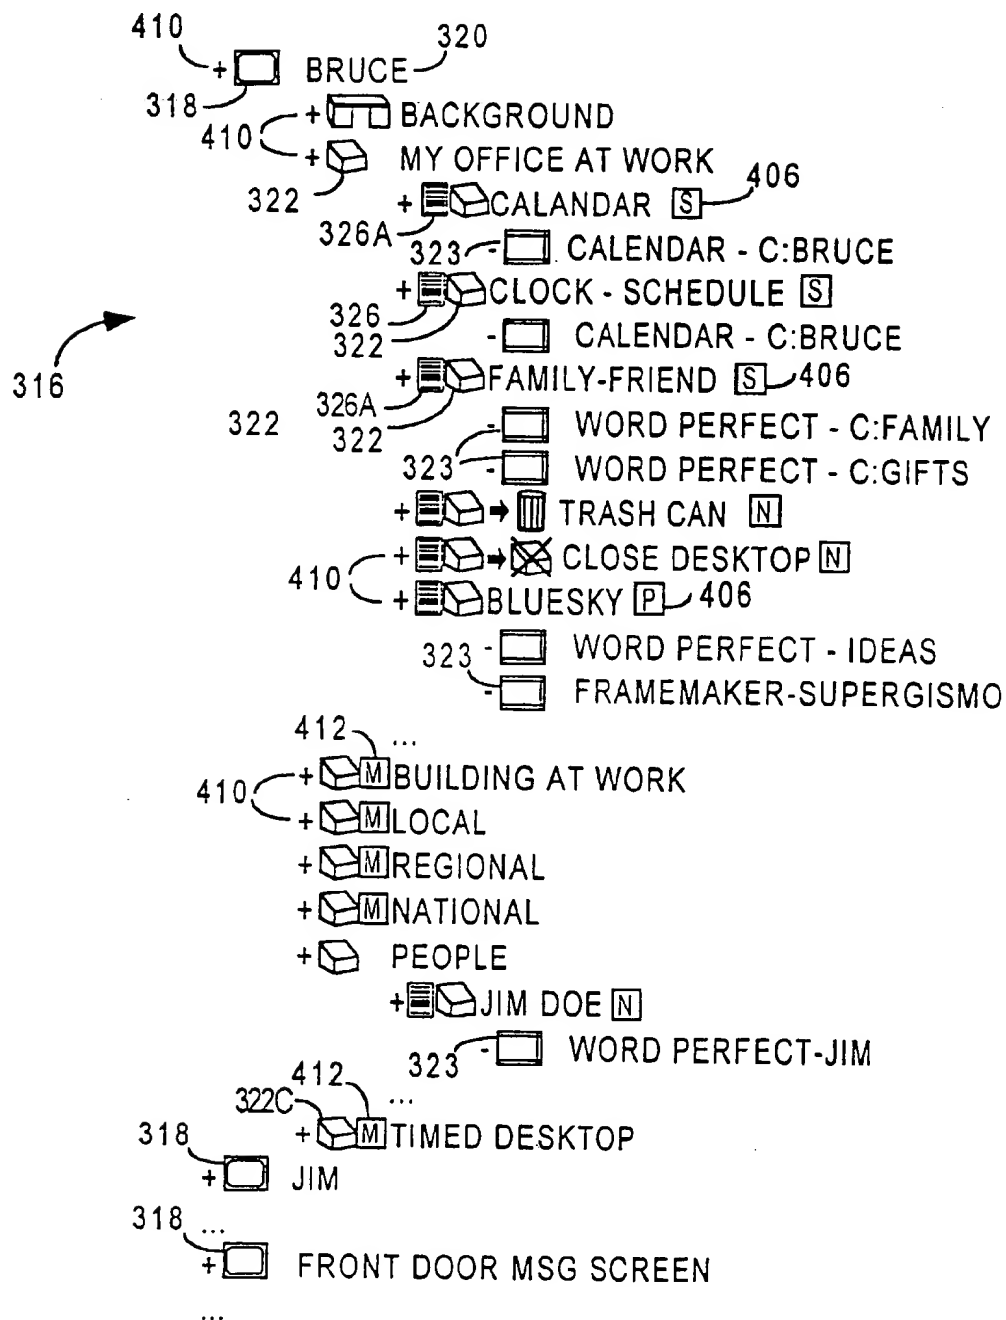 410 320
+ BRUCE
318
+ BACKGROUND
410
+ MY OFFICE AT WORK
322 406
+ CALANDAR S
326A
323 - CALENDAR - C:BRUCE
+ CLOCK - SCHEDULE S
326
322 - CALENDAR - C:BRUCE
316
+ FAMILY-FRIEND S 406
326A
322 322 - WORD PERFECT - C:FAMILY
323 - WORD PERFECT - C:GIFTS
+ TRASH CAN N
+ CLOSE DESKTOP N
410
+ BLUESKY P 406
- WORD PERFECT - IDEAS
323
- FRAMEMAKER-SUPERGISMO
412 ...
+ M BUILDING AT WORK
410
+ M LOCAL
+ M REGIONAL
+ M NATIONAL
+ PEOPLE
+ JIM DOE N
323 - WORD PERFECT-JIM
412 ...
322C
+ M TIMED DESKTOP
318
+ JIM
318 ...
+ FRONT DOOR MSG SCREEN
...